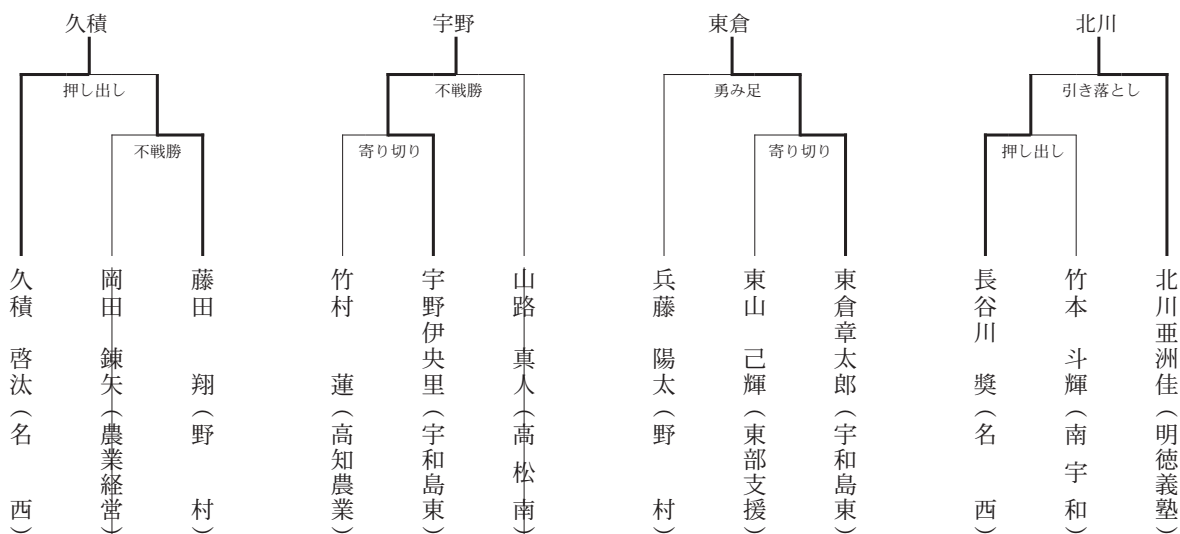 久積
宇野
東倉
北川
押し出し
不戦勝
勇み足
引き落とし
不戦勝
寄り切り
寄り切り
押し出し
久積 啓汰(名西)
岡田 錬矢(農業経営)
藤田 翔(野村)
竹村 蓮(高知農業)
宇野伊央里(宇和島東)
山路 真人(高松南)
兵藤 陽太(野村)
東山 己輝(東部支援)
東倉章太郎(宇和島東)
長谷川 奨(名西)
竹本 斗輝(南宇和)
北川亜洲佳(明徳義塾)